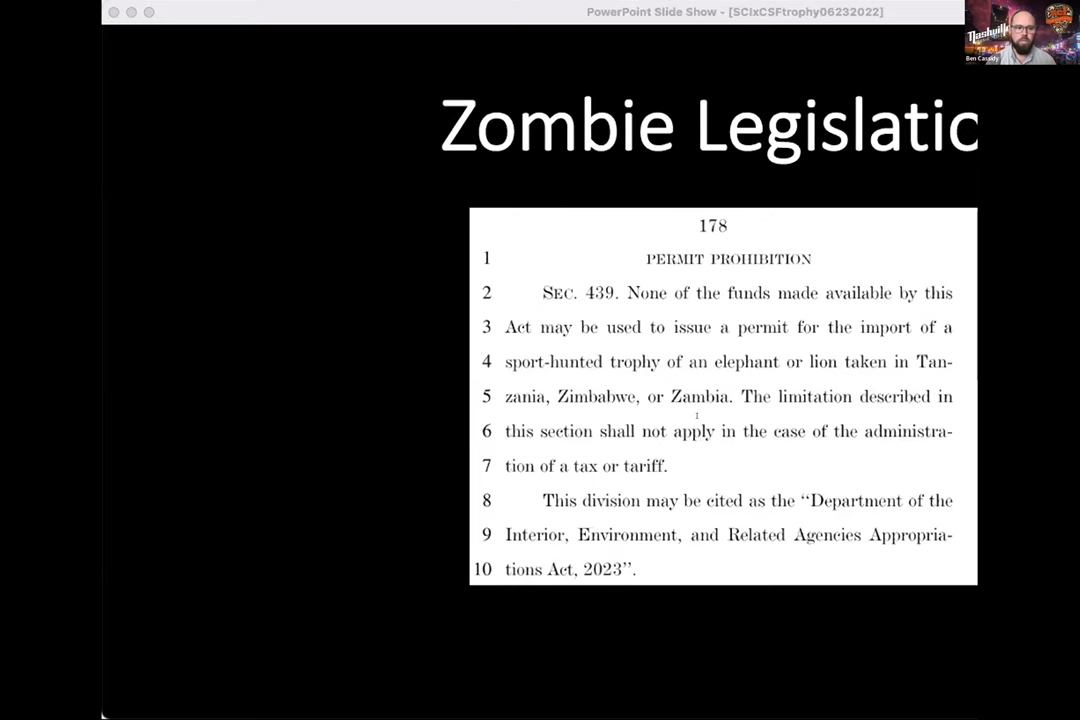 PowerPoint Slide Show - [SCIxCSFtrophy06232022]
Nashville
Ben Cassidy
Zombie Legislatic
178
1 PERMIT PROHIBITION
2 SEC. 439. None of the funds made available by this
3 Act may be used to issue a permit for the import of a
4 sport-hunted trophy of an elephant or lion taken in Tan-
5 zania, Zimbabwe, or Zambia. The limitation described in
6 this section shall not apply in the case of the administra-
7 tion of a tax or tariff.
8 This division may be cited as the ‘‘Department of the
9 Interior, Environment, and Related Agencies Appropria-
10 tions Act, 2023’’.